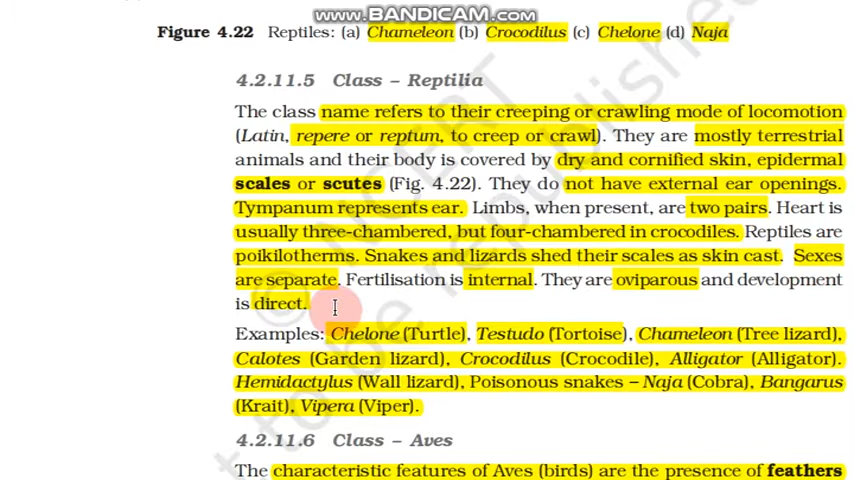 www.BANDICAM.com
Figure 4.22 Reptiles: (a) Chameleon (b) Crocodilus (c) Chelone (d) Naja
4.2.11.5 Class – Reptilia
The class name refers to their creeping or crawling mode of locomotion
(Latin, repere or reptum, to creep or crawl). They are mostly terrestrial
animals and their body is covered by dry and cornified skin, epidermal
scales or scutes (Fig. 4.22). They do not have external ear openings.
Tympanum represents ear. Limbs, when present, are two pairs. Heart is
usually three-chambered, but four-chambered in crocodiles. Reptiles are
poikilotherms. Snakes and lizards shed their scales as skin cast. Sexes
are separate. Fertilisation is internal. They are oviparous and development
is direct.
Examples: Chelone (Turtle), Testudo (Tortoise), Chameleon (Tree lizard),
Calotes (Garden lizard), Crocodilus (Crocodile), Alligator (Alligator).
Hemidactylus (Wall lizard), Poisonous snakes – Naja (Cobra), Bangarus
(Krait), Vipera (Viper).
4.2.11.6 Class – Aves
The characteristic features of Aves (birds) are the presence of feathers
© NCERT
not to be republished